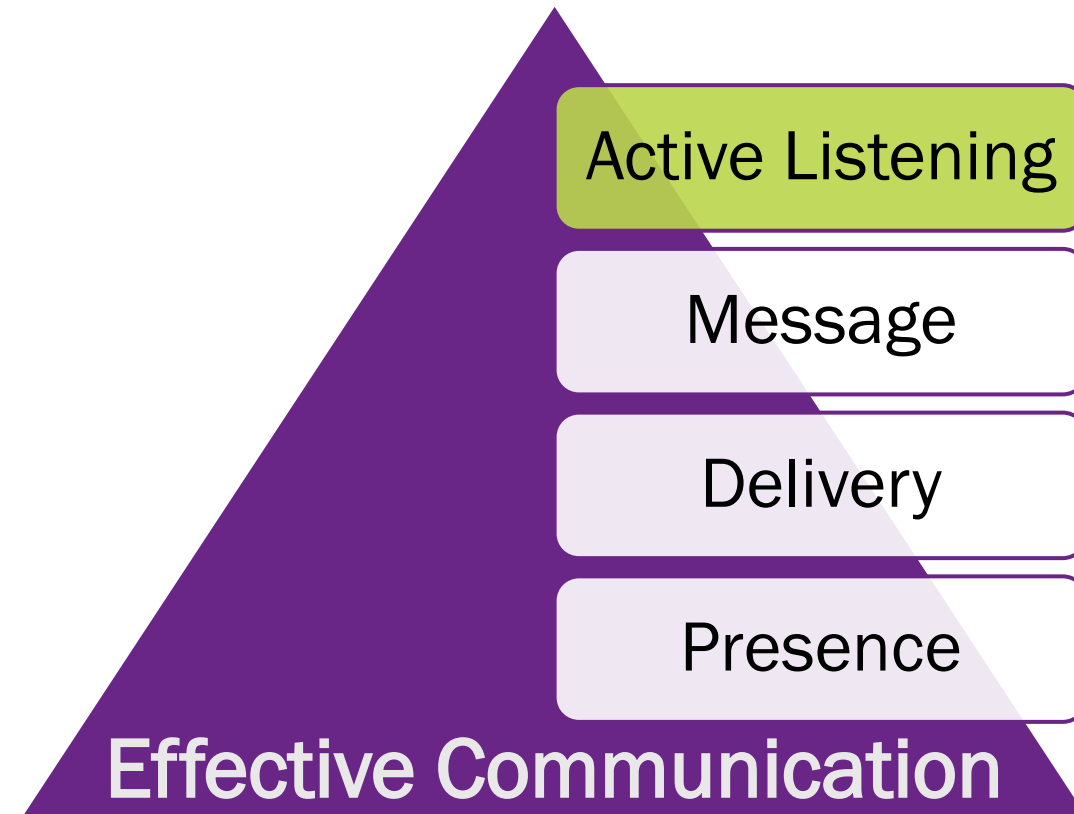 Active Listening
Message
Delivery
Presence
Effective Communication